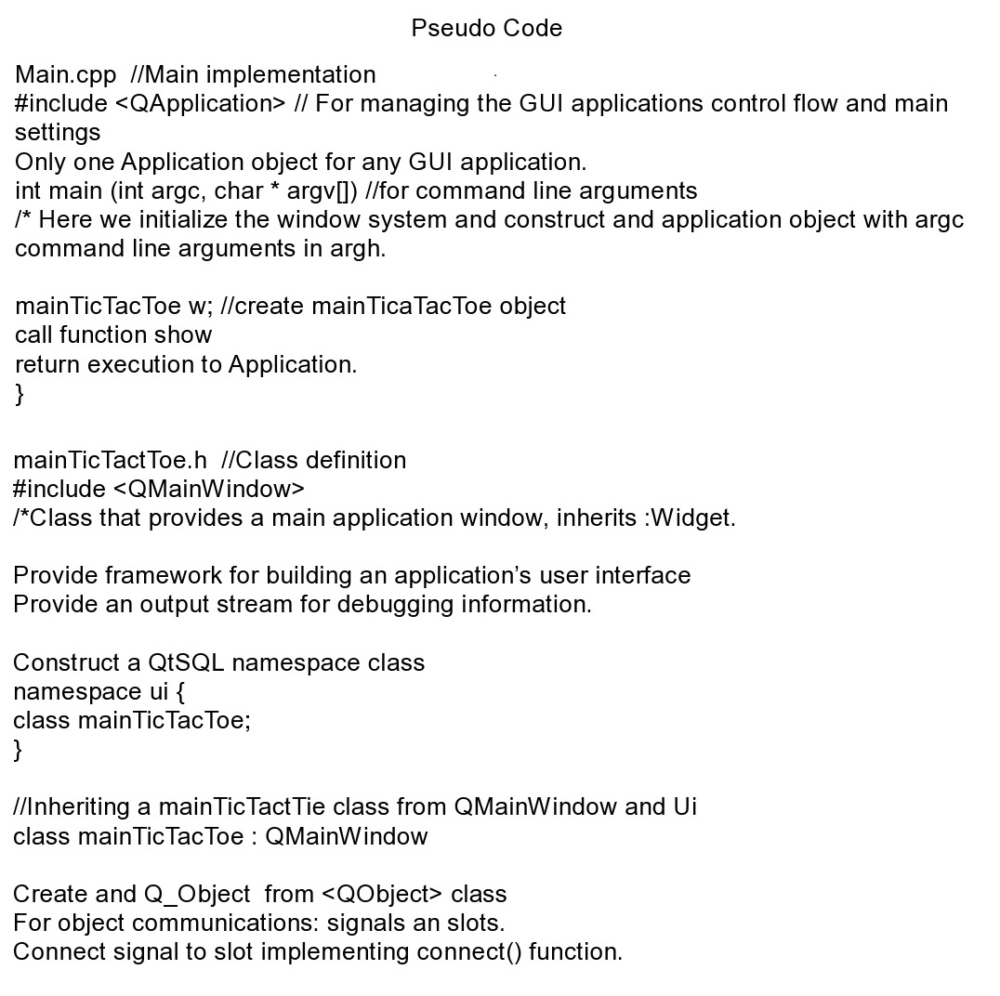 Pseudo Code
Main.cpp  //Main implementation
#include <QApplication> // For managing the GUI applications control flow and main
settings
Only one Application object for any GUI application.
int main (int argc, char * argv[]) //for command line arguments
/* Here we initialize the window system and construct and application object with argc
command line arguments in argh.
mainTicTacToe w; //create mainTicaTacToe object
call function show
return execution to Application.
}
mainTicTactToe.h  //Class definition
#include <QMainWindow>
/*Class that provides a main application window, inherits :Widget.
Provide framework for building an application’s user interface
Provide an output stream for debugging information.
Construct a QtSQL namespace class
namespace ui {
class mainTicTacToe;
}
//Inheriting a mainTicTactTie class from QMainWindow and Ui
class mainTicTacToe : QMainWindow
Create and Q_Object  from <QObject> class
For object communications: signals an slots.
Connect signal to slot implementing connect() function.